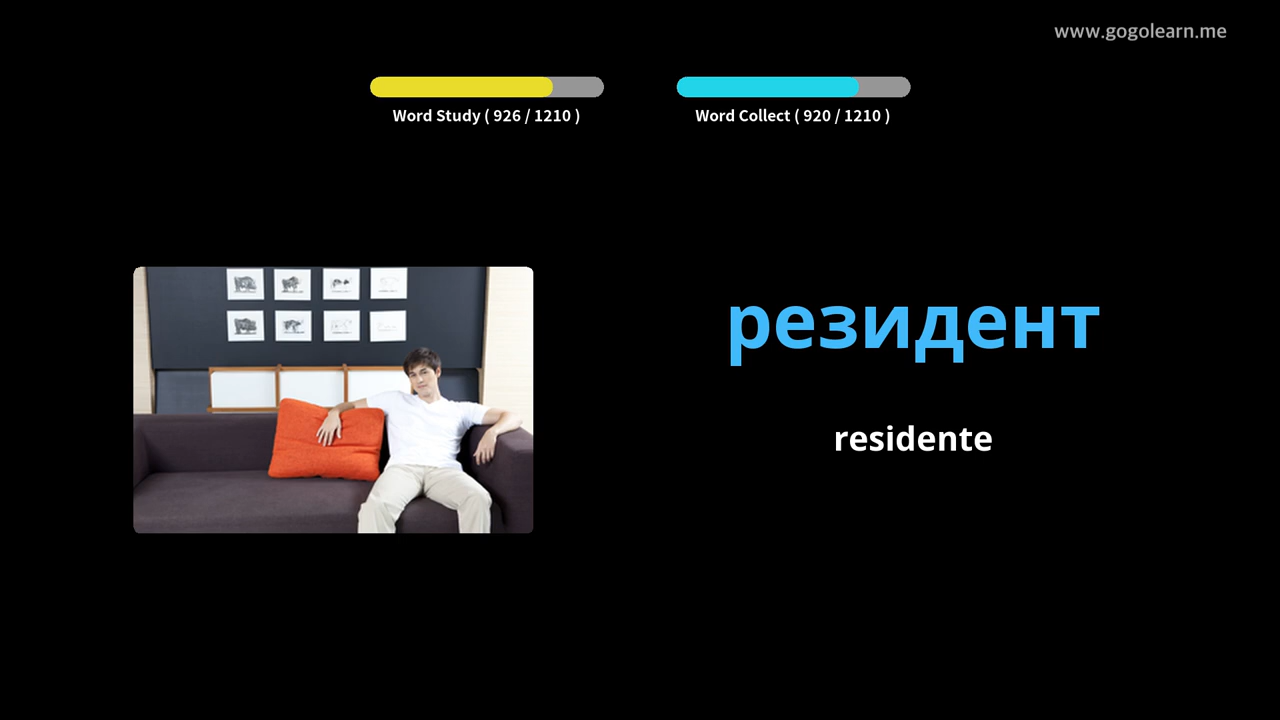 www.gogolearn.me
Word Study ( 926 / 1210 )
Word Collect ( 920 / 1210 )
резидент
residente